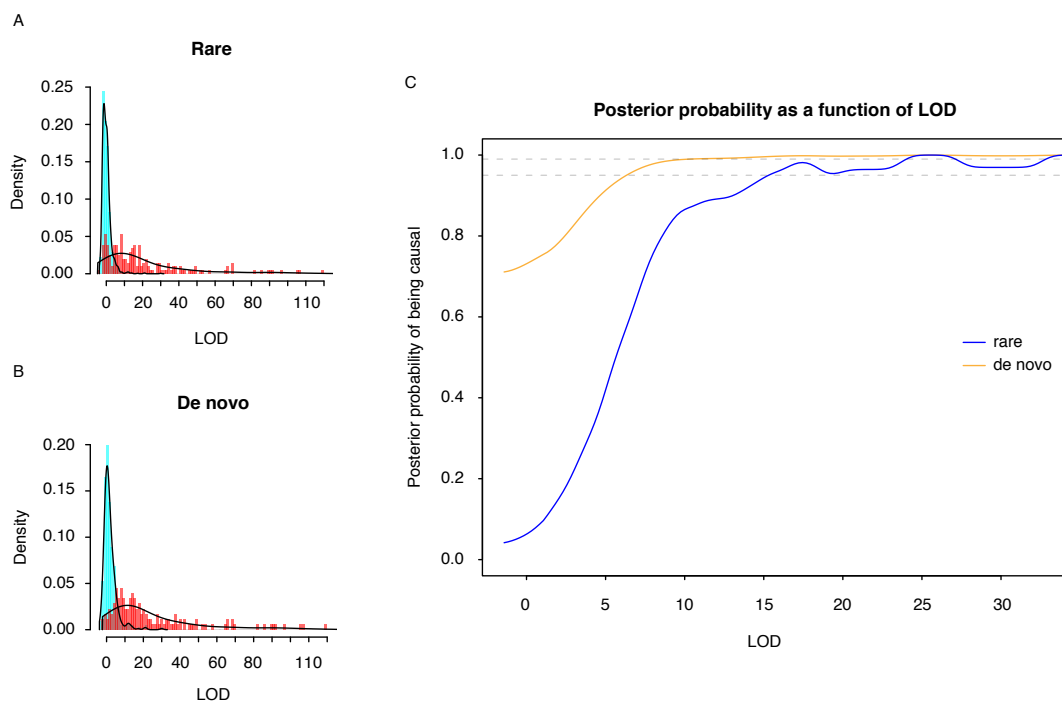 A
Rare
0.25
0.20
0.15
0.10
0.05
0.00
Density
0 20 40 60 80 110
LOD
B
De novo
0.20
0.15
0.10
0.05
0.00
Density
0 20 40 60 80 110
LOD
C
Posterior probability as a function of LOD
1.0
0.8
0.6
0.4
0.2
0.0
Posterior probability of being causal
rare
de novo
0 5 10 15 20 25 30
LOD